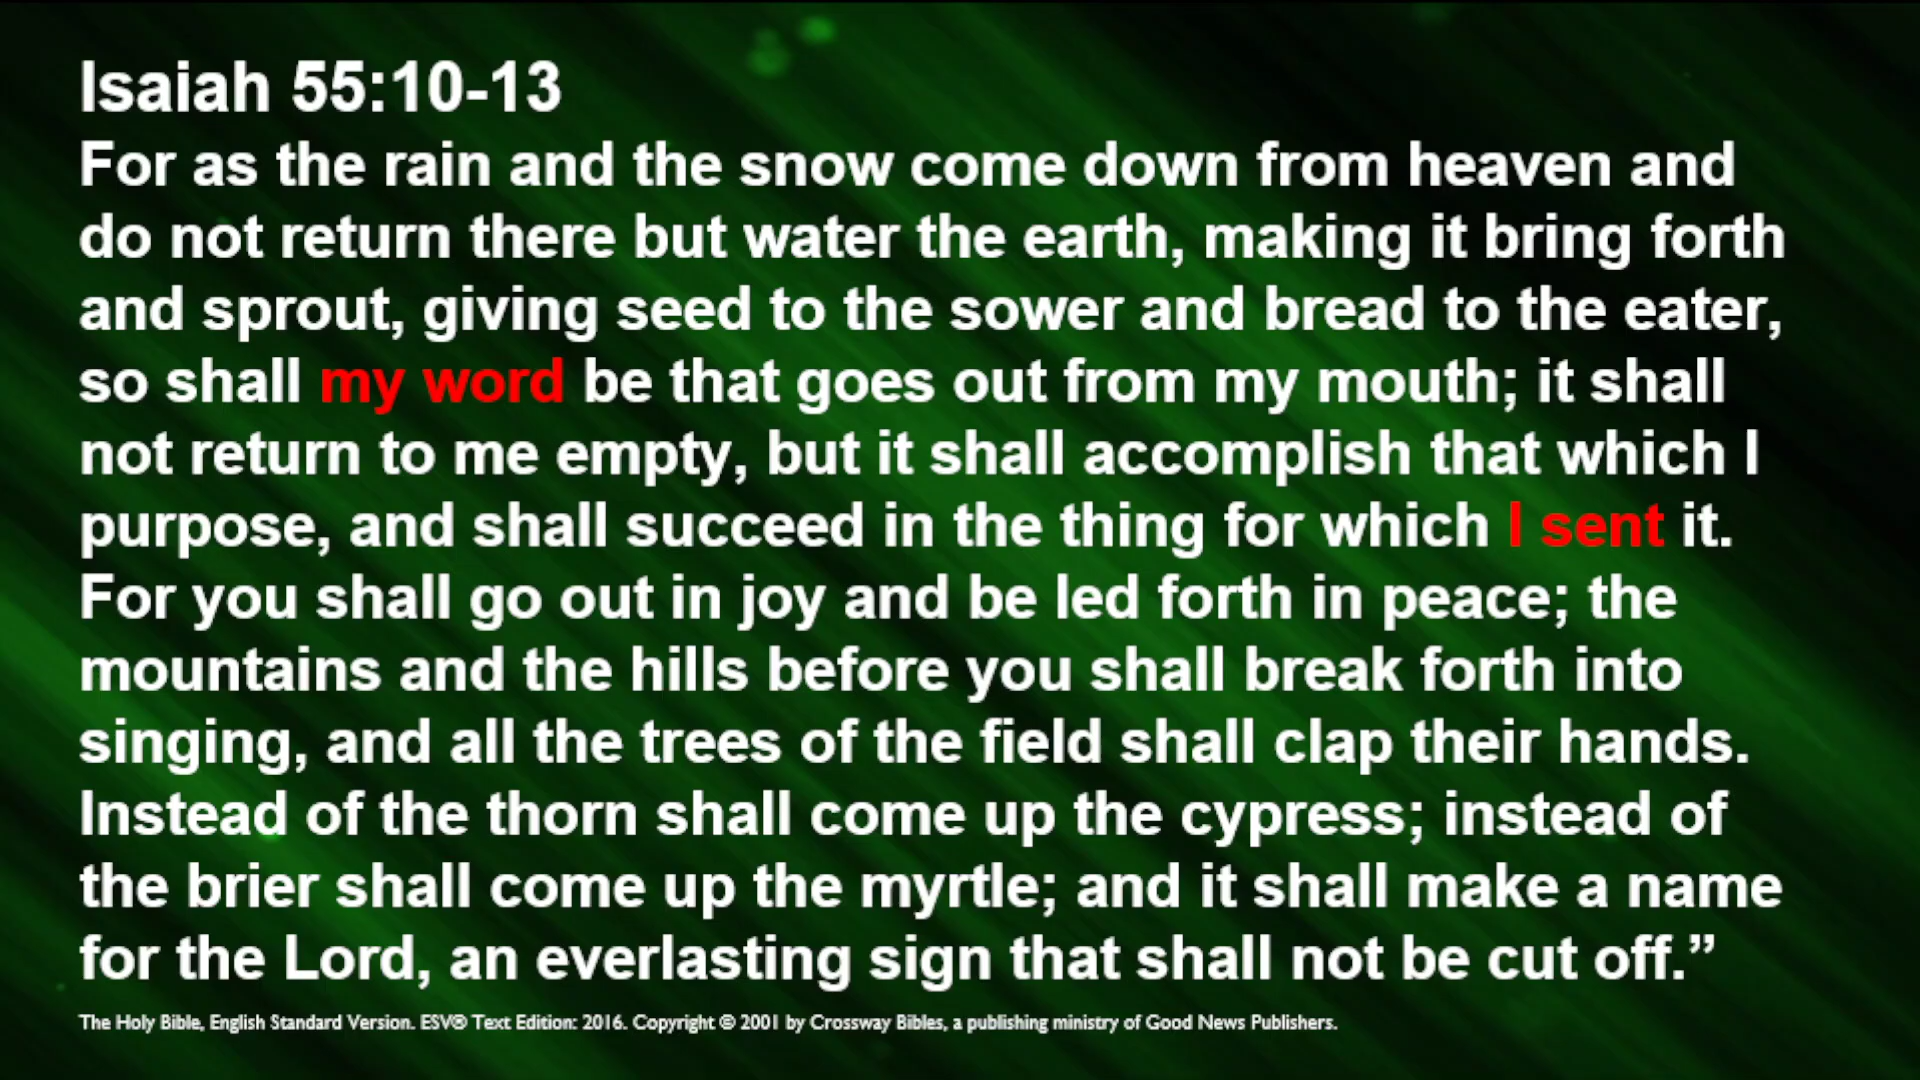 Isaiah 55:10-13
For as the rain and the snow come down from heaven and
do not return there but water the earth, making it bring forth
and sprout, giving seed to the sower and bread to the eater,
so shall my word be that goes out from my mouth; it shall
not return to me empty, but it shall accomplish that which I
purpose, and shall succeed in the thing for which I sent it.
For you shall go out in joy and be led forth in peace; the
mountains and the hills before you shall break forth into
singing, and all the trees of the field shall clap their hands.
Instead of the thorn shall come up the cypress; instead of
the brier shall come up the myrtle; and it shall make a name
for the Lord, an everlasting sign that shall not be cut off.”
The Holy Bible, English Standard Version. ESV® Text Edition: 2016. Copyright © 2001 by Crossway Bibles, a publishing ministry of Good News Publishers.